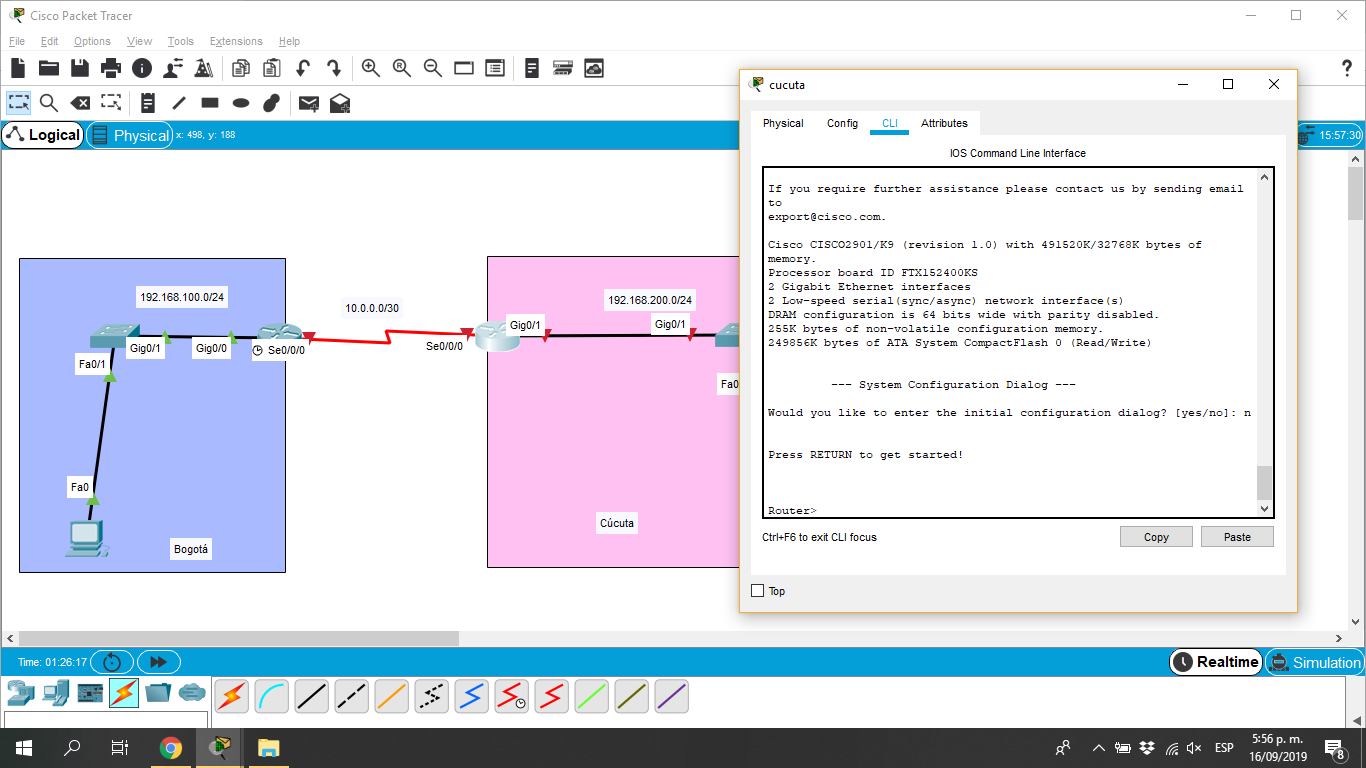 Cisco Packet Tracer
File Edit Options View Tools Extensions Help
?
Logical
Physical
x: 498, y: 188
15:57:30
192.168.100.0/24
Gig0/1
Gig0/0
Se0/0/0
Fa0/1
Fa0
Bogotá
10.0.0.0/30
Se0/0/0
Gig0/1
192.168.200.0/24
Gig0/1
Fa0
Cúcuta
cucuta
Physical Config CLI Attributes
IOS Command Line Interface
If you require further assistance please contact us by sending email
to
export@cisco.com.
Cisco CISCO2901/K9 (revision 1.0) with 491520K/32768K bytes of
memory.
Processor board ID FTX152400KS
2 Gigabit Ethernet interfaces
2 Low-speed serial(sync/async) network interface(s)
DRAM configuration is 64 bits wide with parity disabled.
255K bytes of non-volatile configuration memory.
249856K bytes of ATA System CompactFlash 0 (Read/Write)
--- System Configuration Dialog ---
Would you like to enter the initial configuration dialog? [yes/no]: n
Press RETURN to get started!
Router>
Ctrl+F6 to exit CLI focus
Copy
Paste
Top
Time: 01:26:17
Realtime
Simulation
ESP
5:56 p. m.
16/09/2019
8